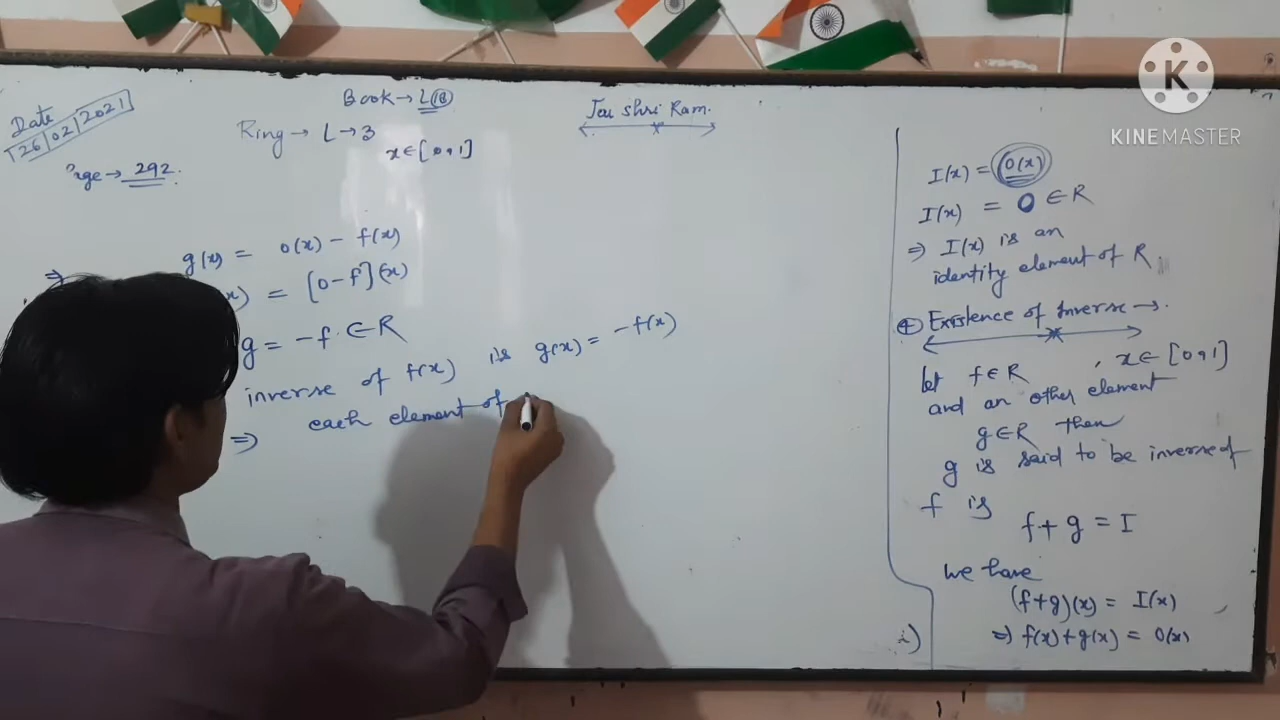 Date
26/02/2021
Book → L(B)
Jai Shri Ram.
Ring → L → 3
x ∈ [0,1]
Page → 292.
⇒ g(x) = 0(x) - f(x)
(x) = [0-f](x)
g = -f ∈ R
inverse of f(x) is g(x) = -f(x)
⇒ each element of
I(x) = 0(x)
I(x) = 0 ∈ R
⇒ I(x) is an
identity element of R
④ Existence of Inverse →.
let f ∈ R , x ∈ [0,1]
and an other element
g ∈ R then
g is said to be inverse of
f is
f + g = I
we have
(f+g)(x) = I(x)
⇒ f(x) + g(x) = 0(x)
K
KINEMASTER